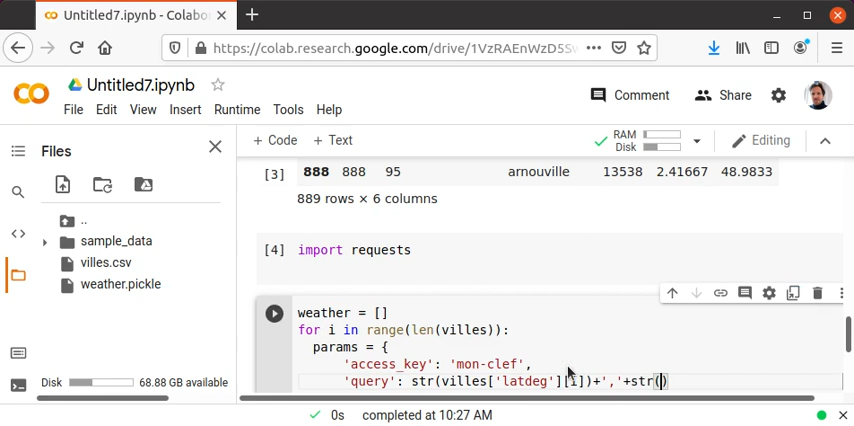 Untitled7.ipynb - Colabo
https://colab.research.google.com/drive/1VzRAEnWzD5Sw
Untitled7.ipynb
File Edit View Insert Runtime Tools Help
Comment
Share
Files
+ Code + Text
RAM
Disk
Editing
..
sample_data
villes.csv
weather.pickle
[3] 888 888 95 arnouville 13538 2.41667 48.9833
889 rows × 6 columns
[4] import requests
weather = []
for i in range(len(villes)):
params = {
'access_key': 'mon-clef',
'query': str(villes['latdeg'][i])+','+str()
Disk 68.88 GB available
0s completed at 10:27 AM